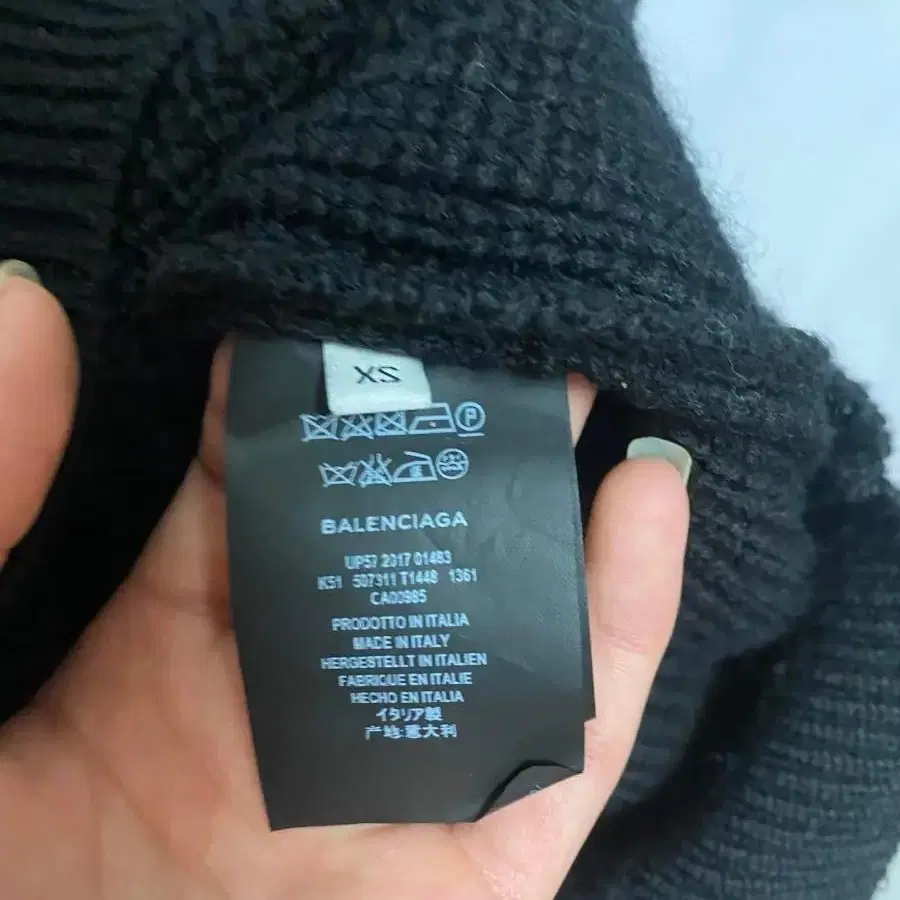 XS
P
BALENCIAGA
UP57 2017 01483
K51 507311 T1448 1361
CA00985
PRODOTTO IN ITALIA
MADE IN ITALY
HERGESTELLT IN ITALIEN
FABRIQUE EN ITALIE
HECHO EN ITALIA
イタリア製
产地:意大利